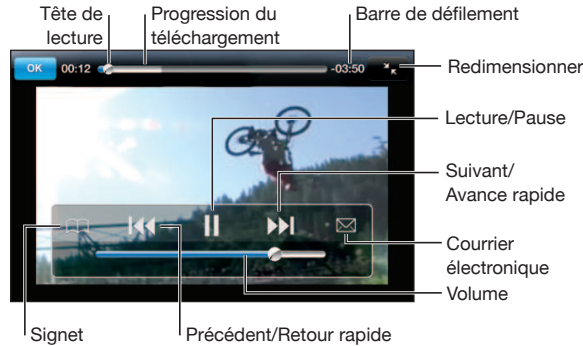 Tête de
lecture
Progression du
téléchargement
Barre de défilement
OK
00:12
-03:50
Redimensionner
Lecture/Pause
Suivant/
Avance rapide
Courrier
électronique
Volume
Signet
Précédent/Retour rapide